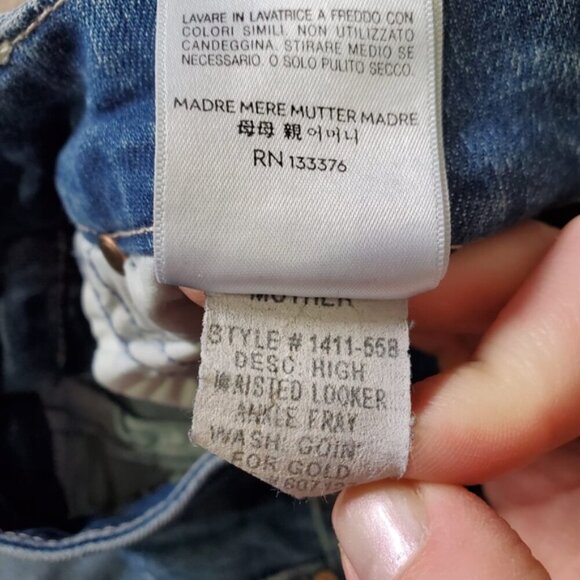 LAVARE IN LAVATRICE A FREDDO CON
COLORI SIMILI. NON UTILIZZATO
CANDEGGINA. STIRARE MEDIO SE
NECESSARIO. O SOLO PULITO SECCO.
MADRE MERE MUTTER MADRE
母母 親 어머니
RN 133376
MOTHER
STYLE # 1411-558
DESC: HIGH
WAISTED LOOKER
ANKLE FRAY
WASH: GOIN'
FOR GOLD